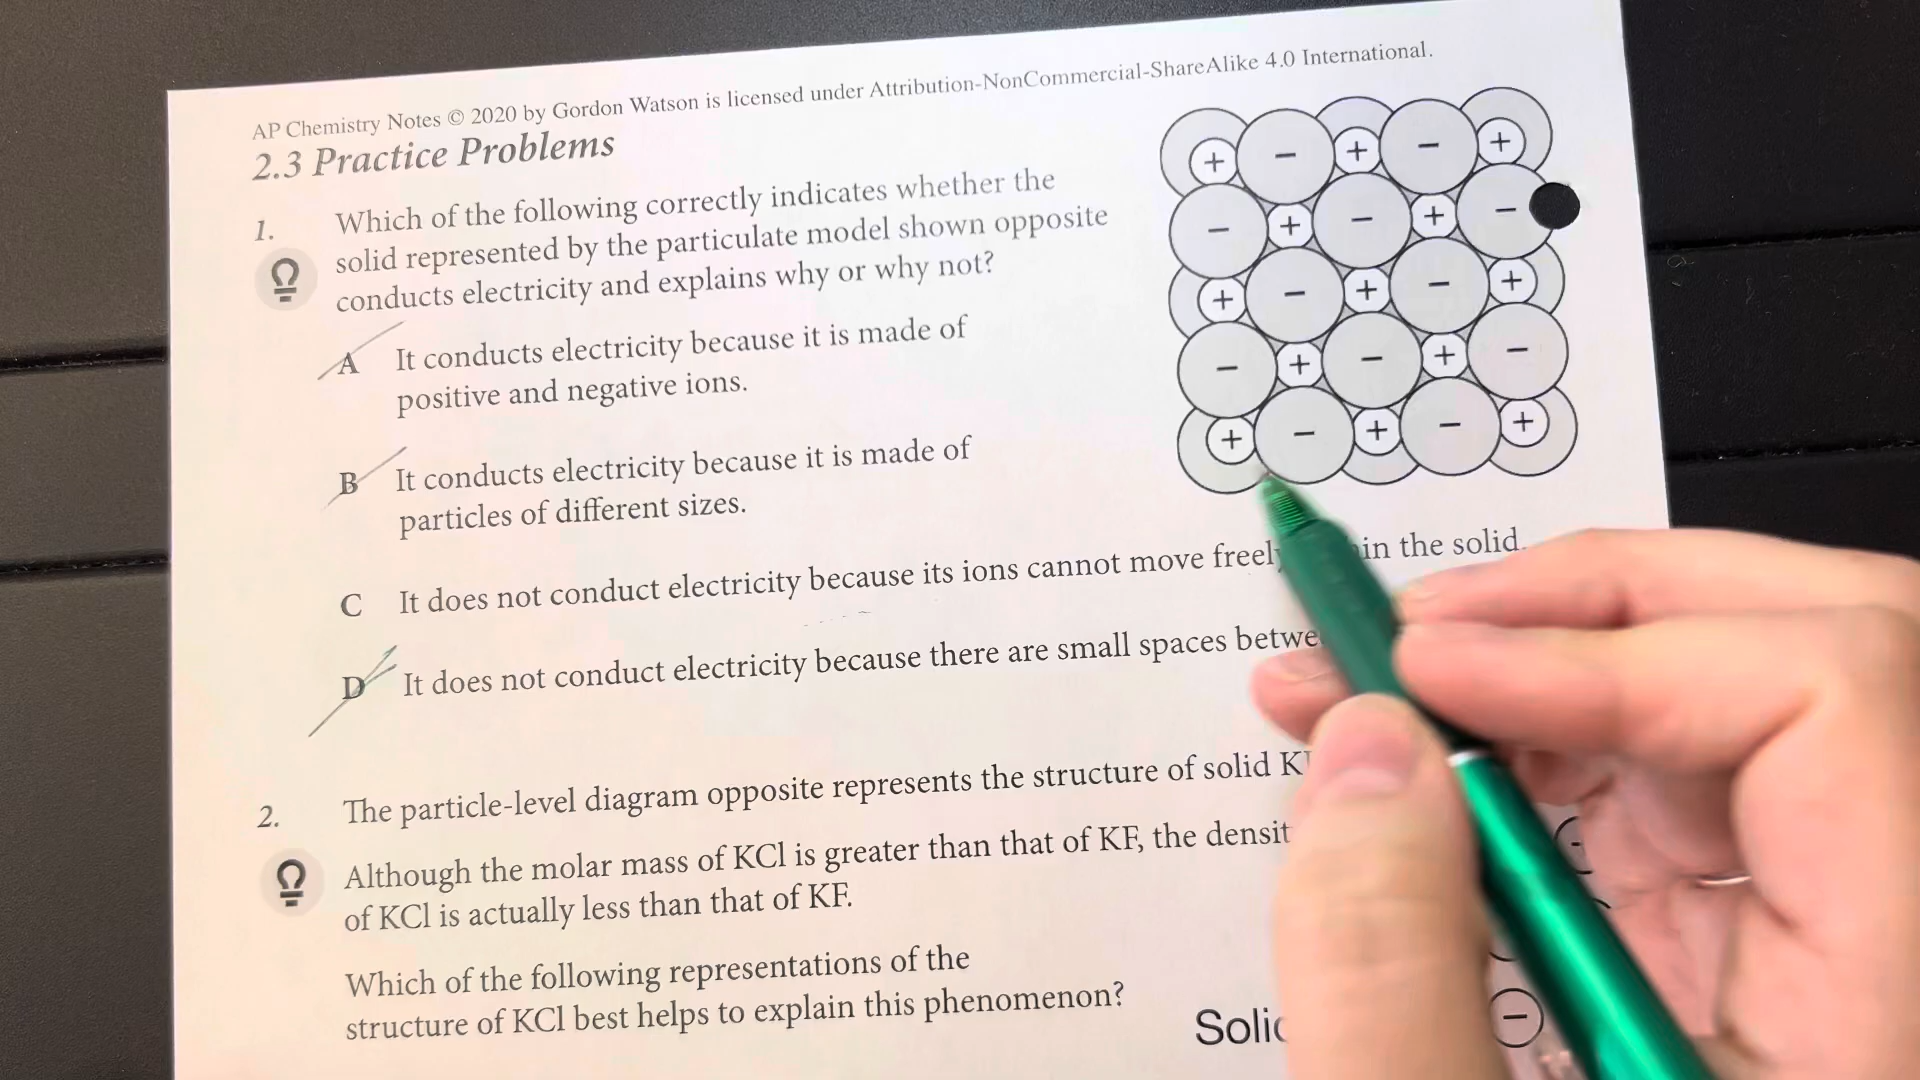 AP Chemistry Notes © 2020 by Gordon Watson is licensed under Attribution-NonCommercial-ShareAlike 4.0 International.
2.3 Practice Problems
1. Which of the following correctly indicates whether the
solid represented by the particulate model shown opposite
conducts electricity and explains why or why not?
A It conducts electricity because it is made of
positive and negative ions.
B It conducts electricity because it is made of
particles of different sizes.
C It does not conduct electricity because its ions cannot move freely in the solid.
D It does not conduct electricity because there are small spaces
2. The particle-level diagram opposite represents the structure of solid
Although the molar mass of KCl is greater than that of KF, the
of KCl is actually less than that of KF.
Which of the following representations of the
structure of KCl best helps to explain this phenomenon?
+ − + − +
− + − + −
+ − + − +
− + − + −
+ − + − +
−